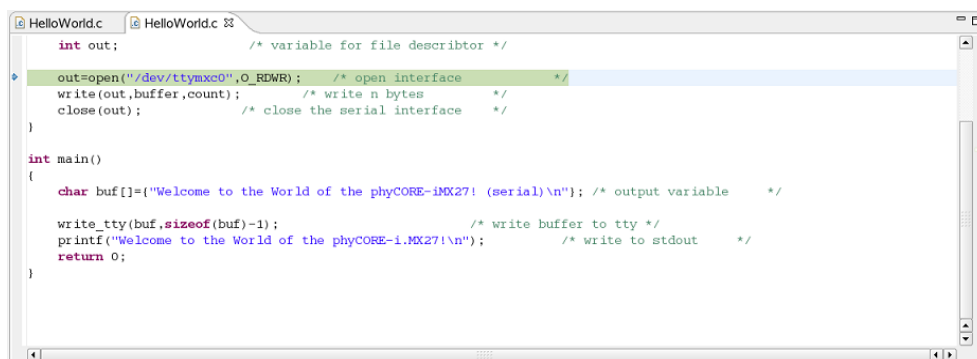 HelloWorld.c HelloWorld.c
int out; /* variable for file describtor */
out=open("/dev/ttymxc0",O_RDWR); /* open interface */
write(out,buffer,count); /* write n bytes */
close(out); /* close the serial interface */
}
int main()
{
char buf[]={"Welcome to the World of the phyCORE-iMX27! (serial)\n"}; /* output variable */
write_tty(buf,sizeof(buf)-1); /* write buffer to tty */
printf("Welcome to the World of the phyCORE-i.MX27!\n"); /* write to stdout */
return 0;
}